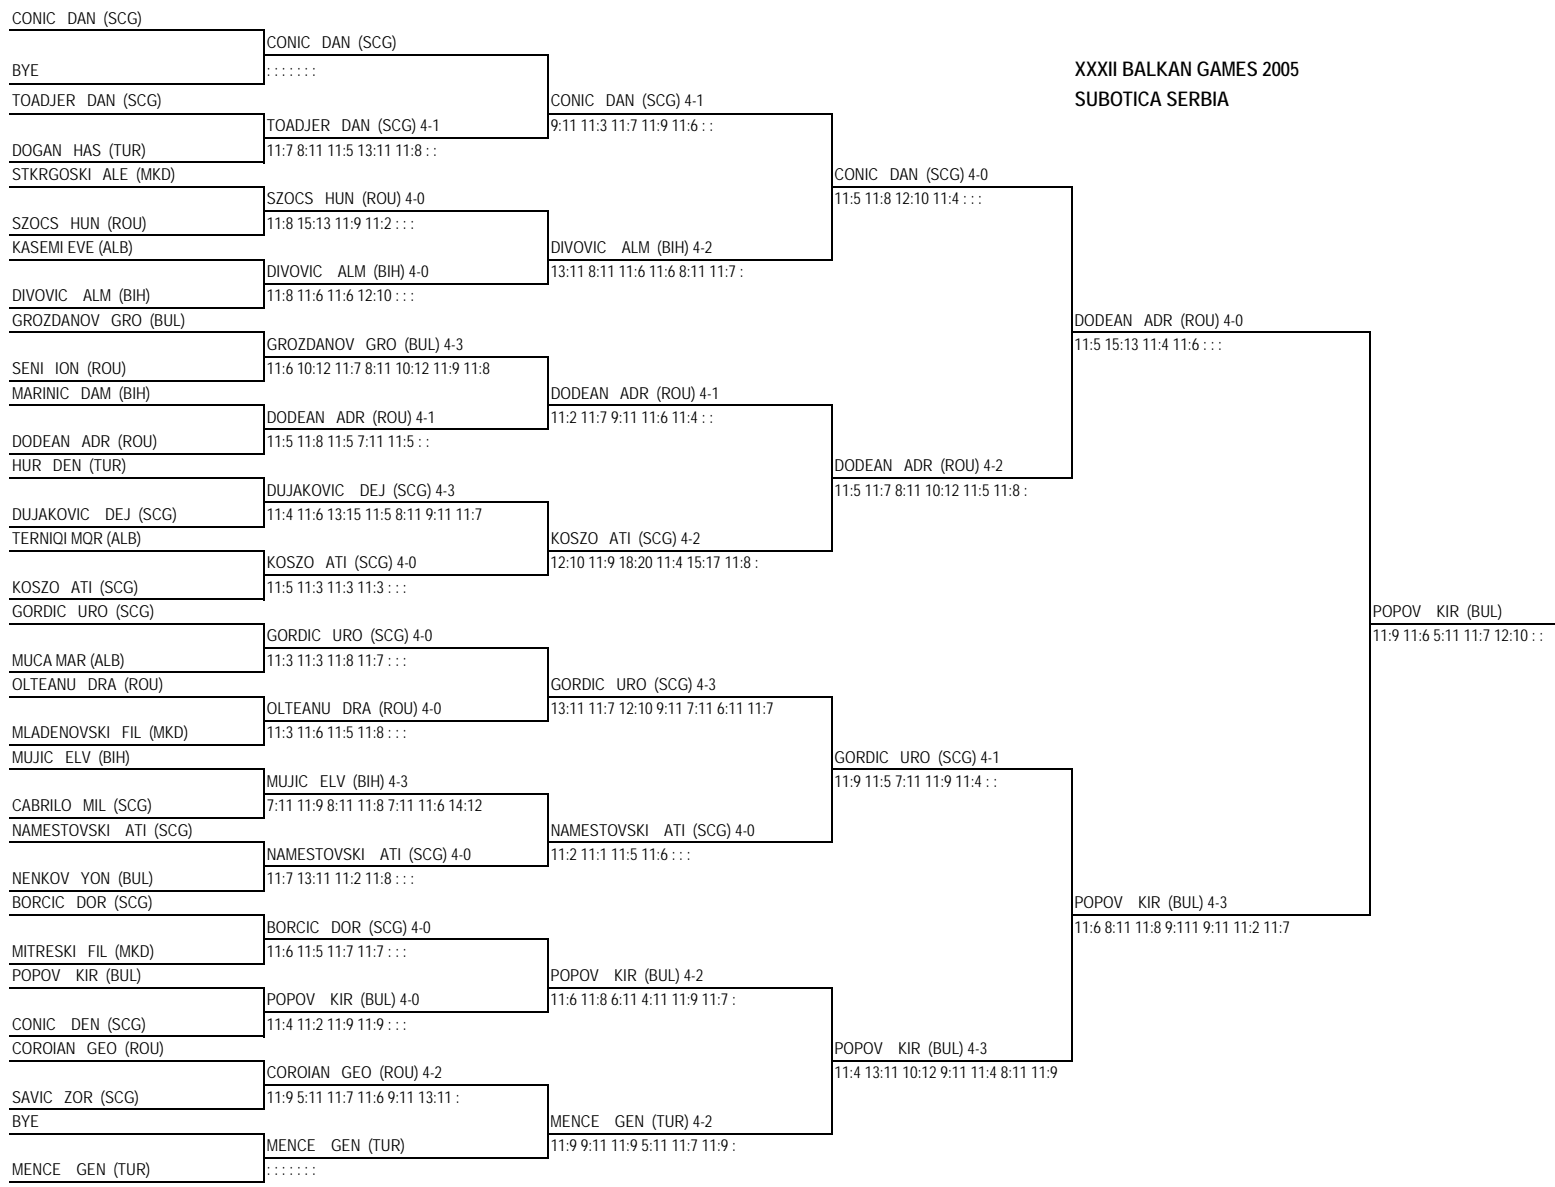 CONIC DAN (SCG)
CONIC DAN (SCG)
BYE
: : : : : : :
XXXII BALKAN GAMES 2005
TOADJER DAN (SCG)
CONIC DAN (SCG) 4-1
SUBOTICA SERBIA
TOADJER DAN (SCG) 4-1
9:11 11:3 11:7 11:9 11:6 : :
DOGAN HAS (TUR)
11:7 8:11 11:5 13:11 11:8 : :
STKRGOSKI ALE (MKD)
CONIC DAN (SCG) 4-0
SZOCS HUN (ROU) 4-0
11:5 11:8 12:10 11:4 : : :
SZOCS HUN (ROU)
11:8 15:13 11:9 11:2 : : :
KASEMI EVE (ALB)
DIVOVIC ALM (BIH) 4-2
DIVOVIC ALM (BIH) 4-0
13:11 8:11 11:6 11:6 8:11 11:7 :
DIVOVIC ALM (BIH)
11:8 11:6 11:6 12:10 : : :
GROZDANOV GRO (BUL)
DODEAN ADR (ROU) 4-0
GROZDANOV GRO (BUL) 4-3
11:5 15:13 11:4 11:6 : : :
SENI ION (ROU)
11:6 10:12 11:7 8:11 10:12 11:9 11:8
MARINIC DAM (BIH)
DODEAN ADR (ROU) 4-1
DODEAN ADR (ROU) 4-1
11:2 11:7 9:11 11:6 11:4 : :
DODEAN ADR (ROU)
11:5 11:8 11:5 7:11 11:5 : :
HUR DEN (TUR)
DODEAN ADR (ROU) 4-2
DUJAKOVIC DEJ (SCG) 4-3
11:5 11:7 8:11 10:12 11:5 11:8 :
DUJAKOVIC DEJ (SCG)
11:4 11:6 13:15 11:5 8:11 9:11 11:7
TERNIQI MQR (ALB)
KOSZO ATI (SCG) 4-2
KOSZO ATI (SCG) 4-0
12:10 11:9 18:20 11:4 15:17 11:8 :
KOSZO ATI (SCG)
11:5 11:3 11:3 11:3 : : :
GORDIC URO (SCG)
POPOV KIR (BUL)
GORDIC URO (SCG) 4-0
11:9 11:6 5:11 11:7 12:10 : :
MUCA MAR (ALB)
11:3 11:3 11:8 11:7 : : :
OLTEANU DRA (ROU)
GORDIC URO (SCG) 4-3
OLTEANU DRA (ROU) 4-0
13:11 11:7 12:10 9:11 7:11 6:11 11:7
MLADENOVSKI FIL (MKD)
11:3 11:6 11:5 11:8 : : :
MUJIC ELV (BIH)
GORDIC URO (SCG) 4-1
MUJIC ELV (BIH) 4-3
11:9 11:5 7:11 11:9 11:4 : :
CABRILO MIL (SCG)
7:11 11:9 8:11 11:8 7:11 11:6 14:12
NAMESTOVSKI ATI (SCG)
NAMESTOVSKI ATI (SCG) 4-0
NAMESTOVSKI ATI (SCG) 4-0
11:2 11:1 11:5 11:6 : : :
NENKOV YON (BUL)
11:7 13:11 11:2 11:8 : : :
BORCIC DOR (SCG)
POPOV KIR (BUL) 4-3
BORCIC DOR (SCG) 4-0
11:6 8:11 11:8 9:111 9:11 11:2 11:7
MITRESKI FIL (MKD)
11:6 11:5 11:7 11:7 : : :
POPOV KIR (BUL)
POPOV KIR (BUL) 4-2
POPOV KIR (BUL) 4-0
11:6 11:8 6:11 4:11 11:9 11:7 :
CONIC DEN (SCG)
11:4 11:2 11:9 11:9 : : :
COROIAN GEO (ROU)
POPOV KIR (BUL) 4-3
COROIAN GEO (ROU) 4-2
11:4 13:11 10:12 9:11 11:4 8:11 11:9
SAVIC ZOR (SCG)
11:9 5:11 11:7 11:6 9:11 13:11 :
BYE
MENCE GEN (TUR) 4-2
MENCE GEN (TUR)
11:9 9:11 11:9 5:11 11:7 11:9 :
MENCE GEN (TUR)
: : : : : : :